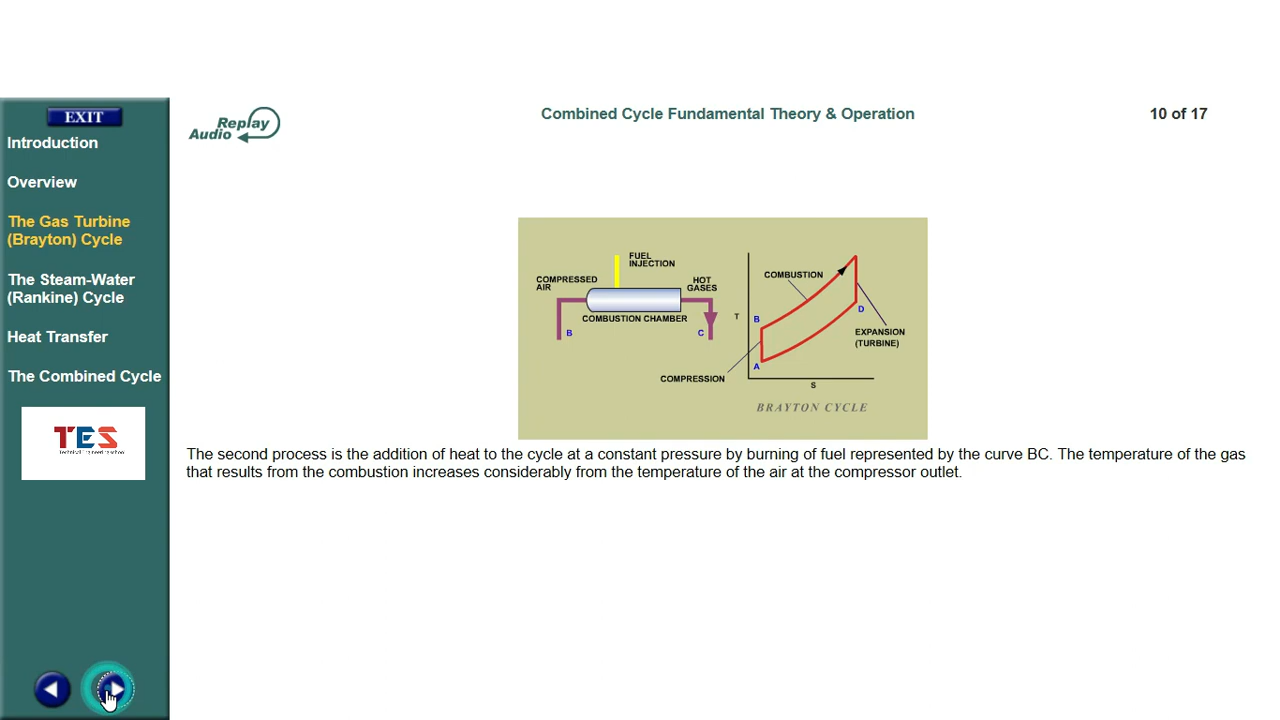 EXIT
Introduction
Overview
The Gas Turbine
(Brayton) Cycle
The Steam-Water
(Rankine) Cycle
Heat Transfer
The Combined Cycle
TES
Technical Engineering School
Replay
Audio
Combined Cycle Fundamental Theory & Operation
10 of 17
FUEL
INJECTION
COMPRESSED
AIR
HOT
GASES
COMBUSTION CHAMBER
B
C
COMBUSTION
T
B
D
EXPANSION
(TURBINE)
A
COMPRESSION
S
BRAYTON CYCLE
The second process is the addition of heat to the cycle at a constant pressure by burning of fuel represented by the curve BC. The temperature of the gas
that results from the combustion increases considerably from the temperature of the air at the compressor outlet.